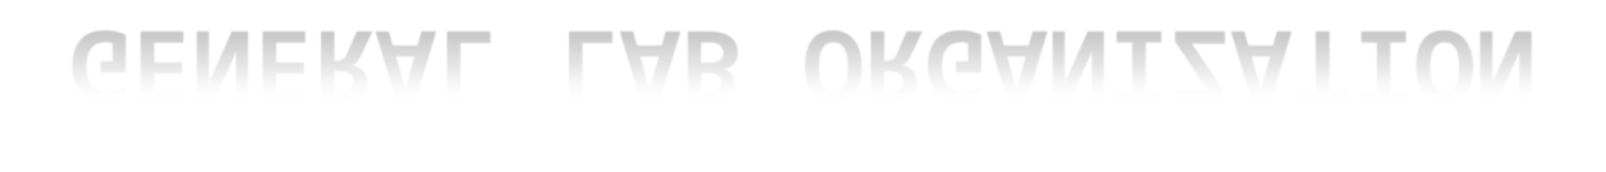 GENERAL LAB ORGANIZATION